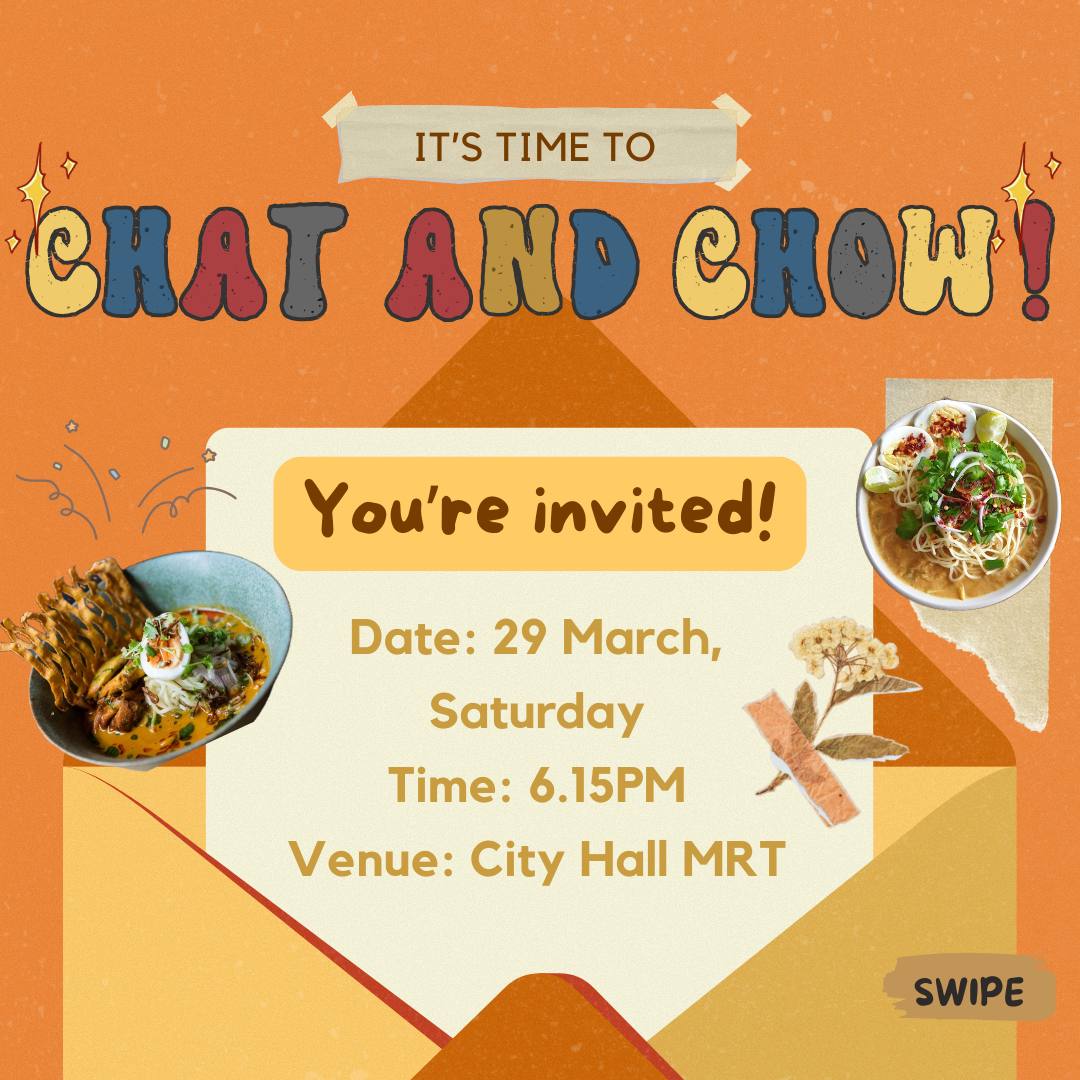 IT'S TIME TO
CHAT AND CHOW!
You're invited!
Date: 29 March,
Saturday
Time: 6.15PM
Venue: City Hall MRT
SWIPE